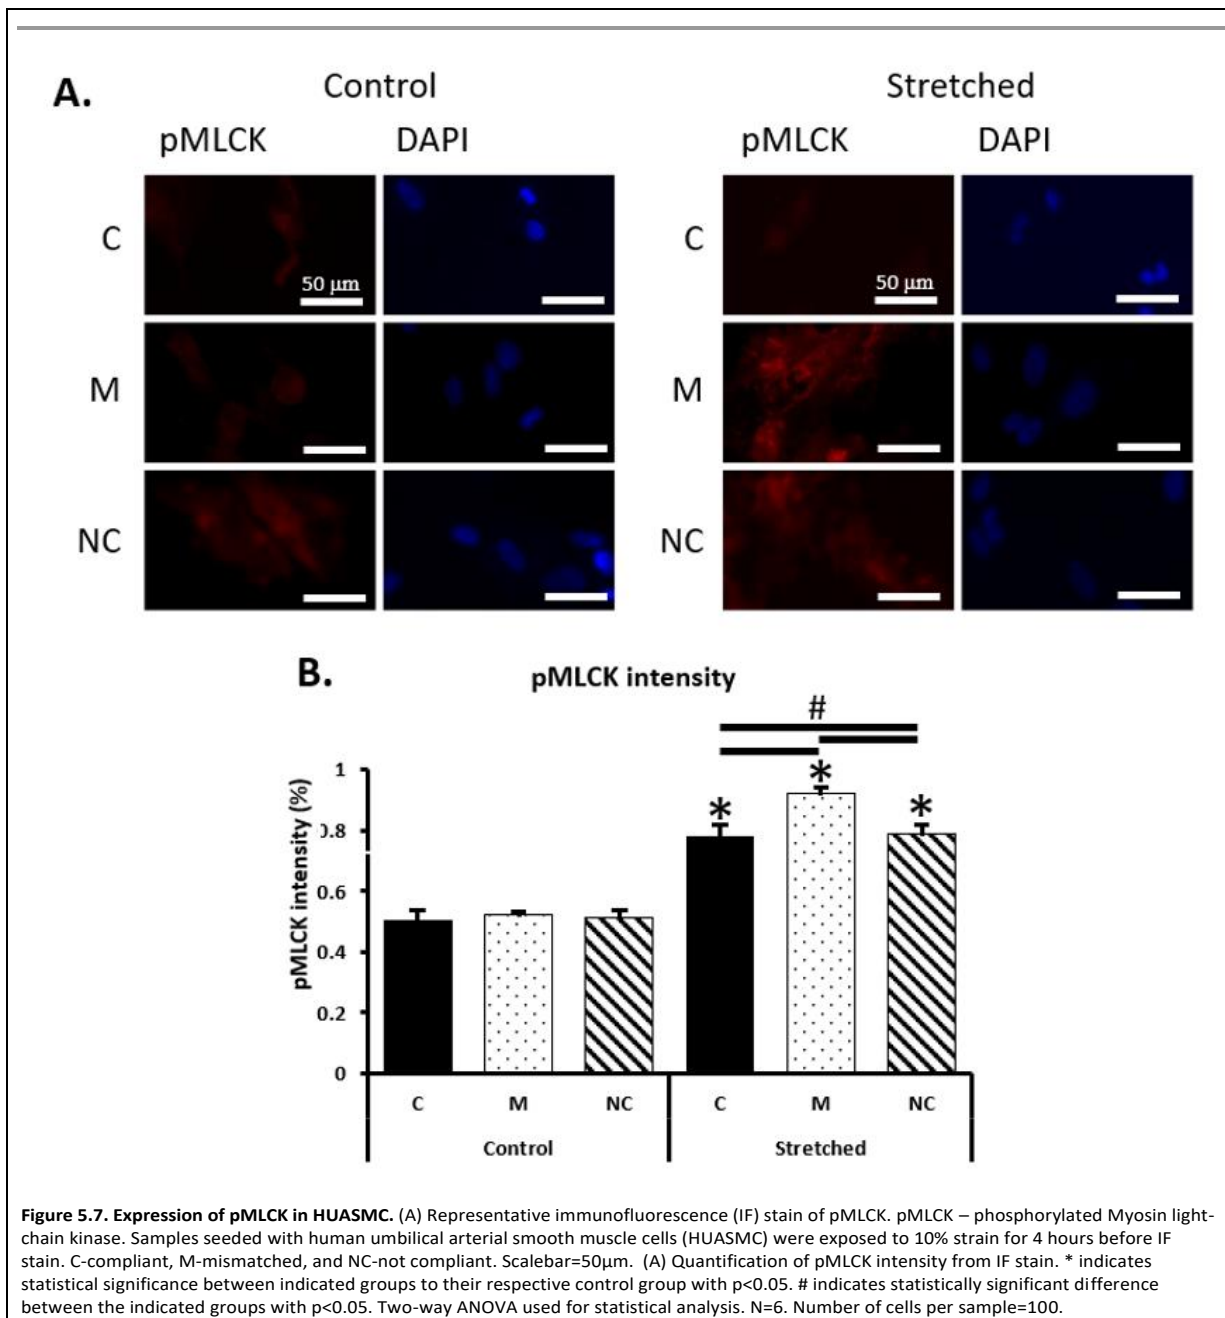 A.
Control
Stretched
pMLCK
DAPI
pMLCK
DAPI
C
50 µm
C
50 µm
M
M
NC
NC
B.
pMLCK intensity
#
pMLCK intensity (%)
1
0.8
0.6
0.4
0.2
0
*
*
*
C
M
NC
C
M
NC
Control
Stretched
Figure 5.7. Expression of pMLCK in HUASMC. (A) Representative immunofluorescence (IF) stain of pMLCK. pMLCK – phosphorylated Myosin light-
chain kinase. Samples seeded with human umbilical arterial smooth muscle cells (HUASMC) were exposed to 10% strain for 4 hours before IF
stain. C-compliant, M-mismatched, and NC-not compliant. Scalebar=50µm. (A) Quantification of pMLCK intensity from IF stain. * indicates
statistical significance between indicated groups to their respective control group with p<0.05. # indicates statistically significant difference
between the indicated groups with p<0.05. Two-way ANOVA used for statistical analysis. N=6. Number of cells per sample=100.